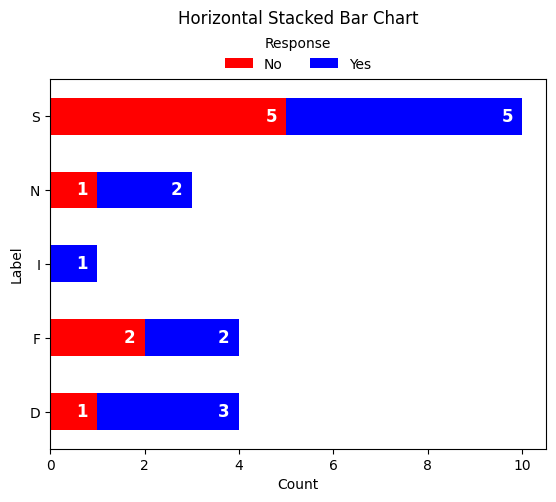 Horizontal Stacked Bar Chart
Response
No Yes
S 5 5
N 1 2
I 1
Label
F 2 2
D 1 3
0 2 4 6 8 10
Count